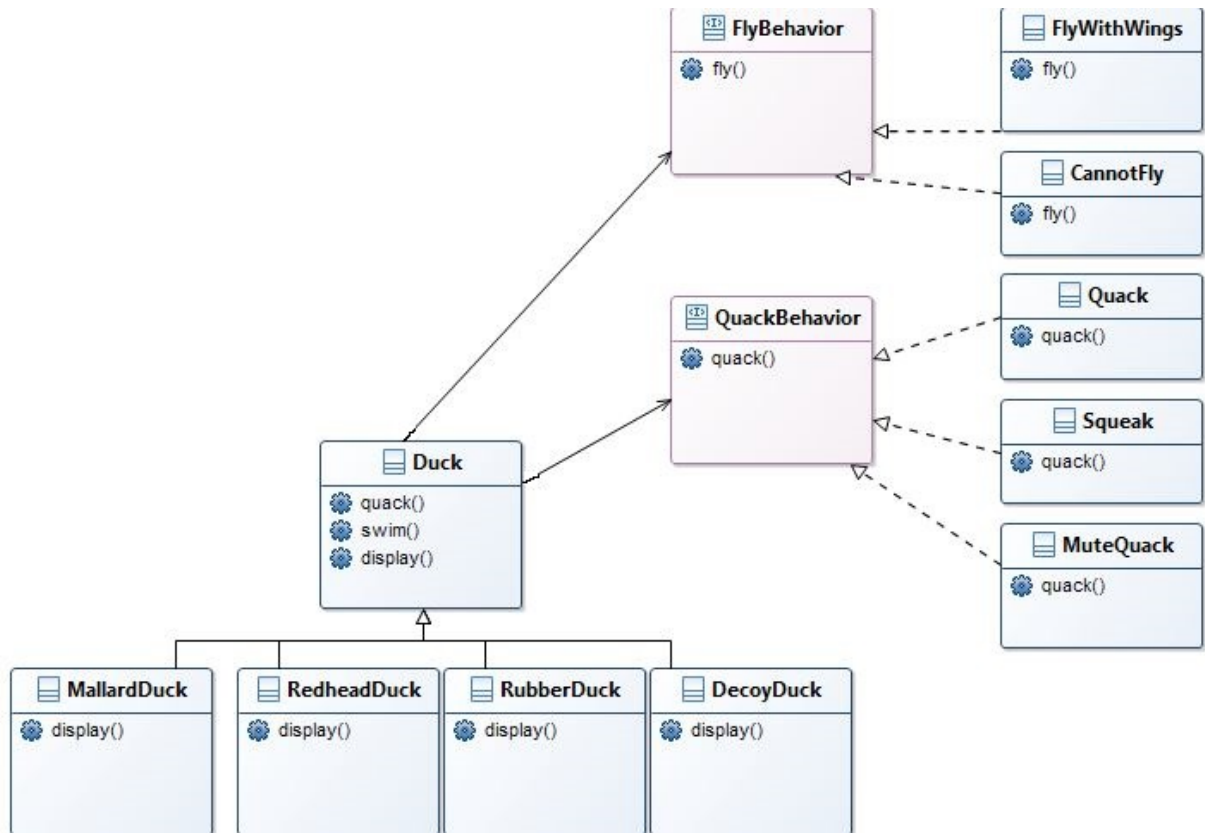 FlyBehavior
fly()
FlyWithWings
fly()
CannotFly
fly()
QuackBehavior
quack()
Quack
quack()
Squeak
quack()
MuteQuack
quack()
Duck
quack()
swim()
display()
MallardDuck
display()
RedheadDuck
display()
RubberDuck
display()
DecoyDuck
display()